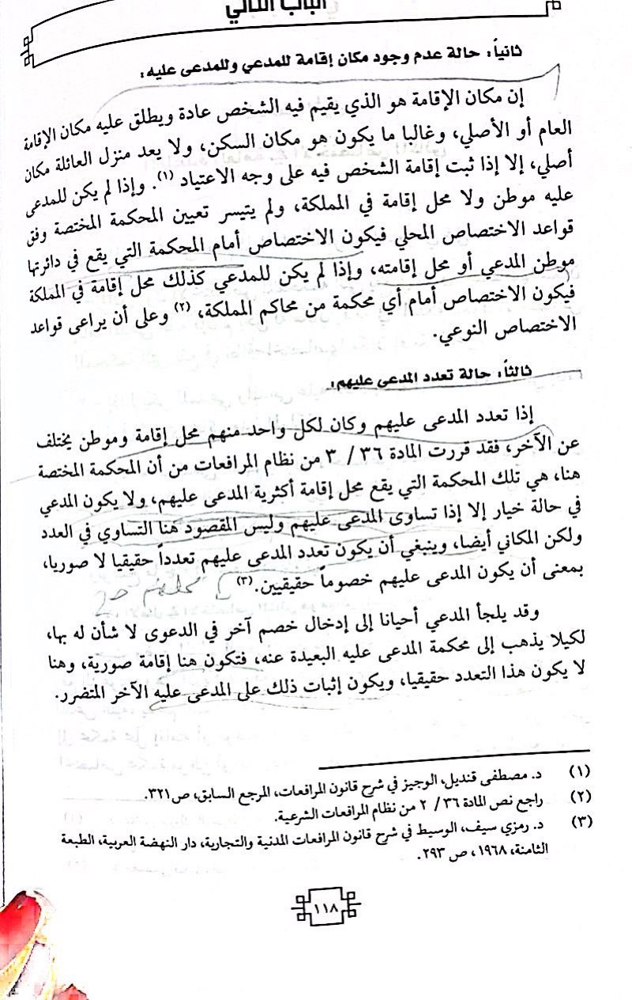 الباب الثاني
ثانياً: حالة عدم وجود مكان إقامة للمدعي وللمدعى عليه:
إن مكان الإقامة هو الذي يقيم فيه الشخص عادة ويطلق عليه مكان الإقامة
العام أو الأصلي، وغالبا ما يكون هو مكان السكن، ولا يعد منزل العائلة مكان
أصلي، إلا إذا ثبت إقامة الشخص فيه على وجه الاعتياد (١). وإذا لم يكن للمدعى
عليه موطن ولا محل إقامة في المملكة، ولم يتيسر تعيين المحكمة المختصة وفق
قواعد الاختصاص المحلي فيكون الاختصاص أمام المحكمة التي يقع في دائرتها
موطن المدعي أو محل إقامته، وإذا لم يكن للمدعي كذلك محل إقامة في المملكة
فيكون الاختصاص أمام أي محكمة من محاكم المملكة، (٢) وعلى أن يراعى قواعد
الاختصاص النوعي.
ثالثاً: حالة تعدد المدعى عليهم:
إذا تعدد المدعى عليهم وكان لكل واحد منهم محل إقامة وموطن يختلف
عن الآخر، فقد قررت المادة ٣٦ / ٣ من نظام المرافعات من أن المحكمة المختصة
هنا، هي تلك المحكمة التي يقع محل إقامة أكثرية المدعى عليهم، ولا يكون المدعي
في حالة خيار إلا إذا تساوى المدعى عليهم وليس المقصود هنا التساوي في العدد
ولكن المكاني أيضا، وينبغي أن يكون تعدد المدعى عليهم تعدداً حقيقيا لا صوريا،
بمعنى أن يكون المدعى عليهم خصوماً حقيقيين. (٣)
وقد يلجأ المدعي أحيانا إلى إدخال خصم آخر في الدعوى لا شأن له بها،
لكيلا يذهب إلى محكمة المدعى عليه البعيدة عنه، فتكون هنا إقامة صورية، وهنا
لا يكون هذا التعدد حقيقيا، ويكون إثبات ذلك على المدعى عليه الآخر المتضرر.
(١) د. مصطفى قنديل، الوجيز في شرح قانون المرافعات، المرجع السابق، ص٣٢١.
(٢) راجع نص المادة ٣٦ / ٢ من نظام المرافعات الشرعية.
(٣) د. رمزي سيف، الوسيط في شرح قانون المرافعات المدنية والتجارية، دار النهضة العربية، الطبعة
الثامنة، ١٩٦٨، ص ٢٩٣.
١١٨